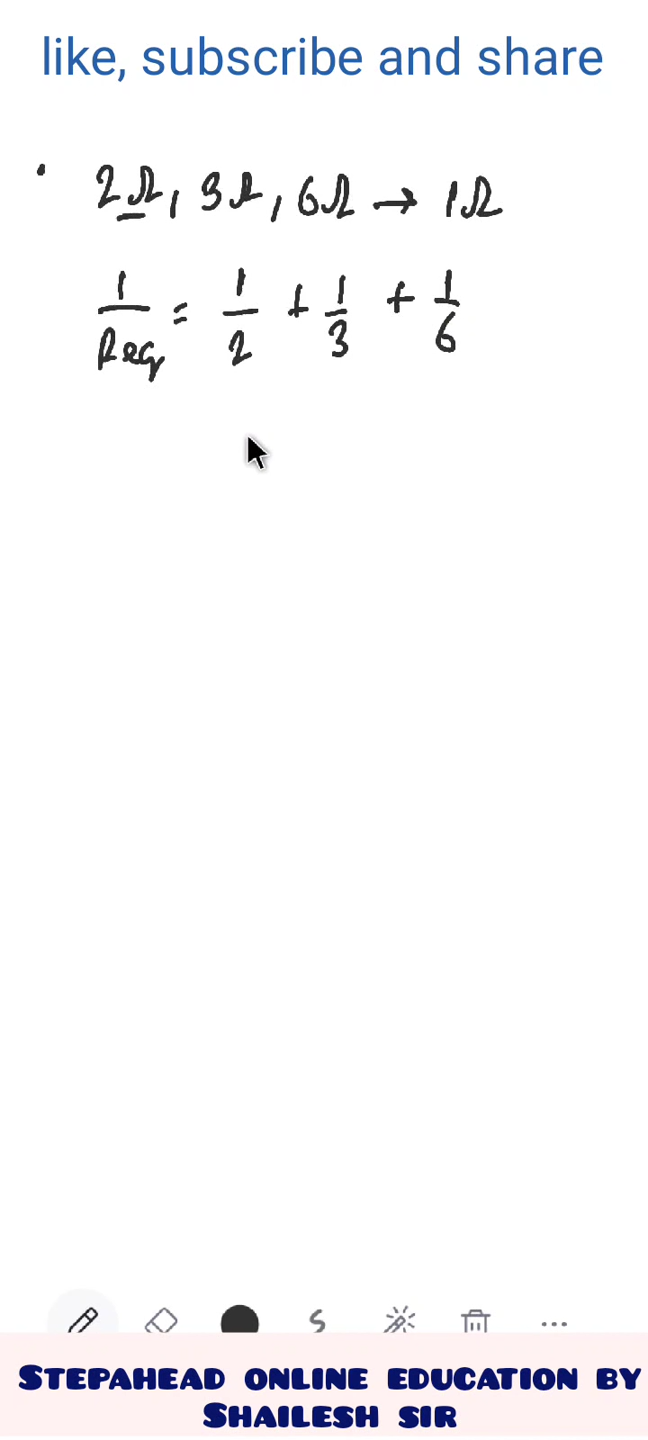 like, subscribe and share
2Ω, 3Ω, 6Ω → 1Ω
1/Req = 1/2 + 1/3 + 1/6
STEPAHEAD ONLINE EDUCATION BY
SHAILESH SIR